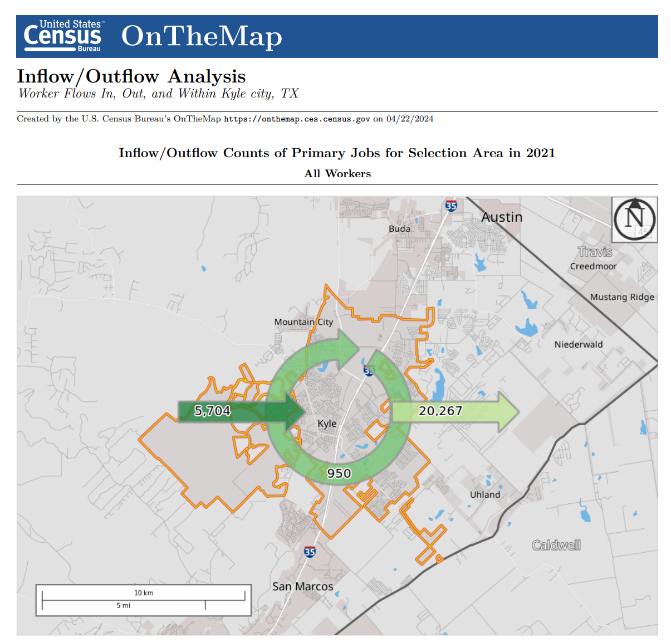 United States™
Census
Bureau
OnTheMap
Inflow/Outflow Analysis
Worker Flows In, Out, and Within Kyle city, TX
Created by the U.S. Census Bureau's OnTheMap https://onthemap.ces.census.gov on 04/22/2024
Inflow/Outflow Counts of Primary Jobs for Selection Area in 2021
All Workers
35
Austin
N
Buda
Travis
Creedmoor
Mustang Ridge
Mountain City
Niederwald
35
5,704
20,267
Kyle
950
Uhland
Caldwell
35
San Marcos
10 km
5 mi